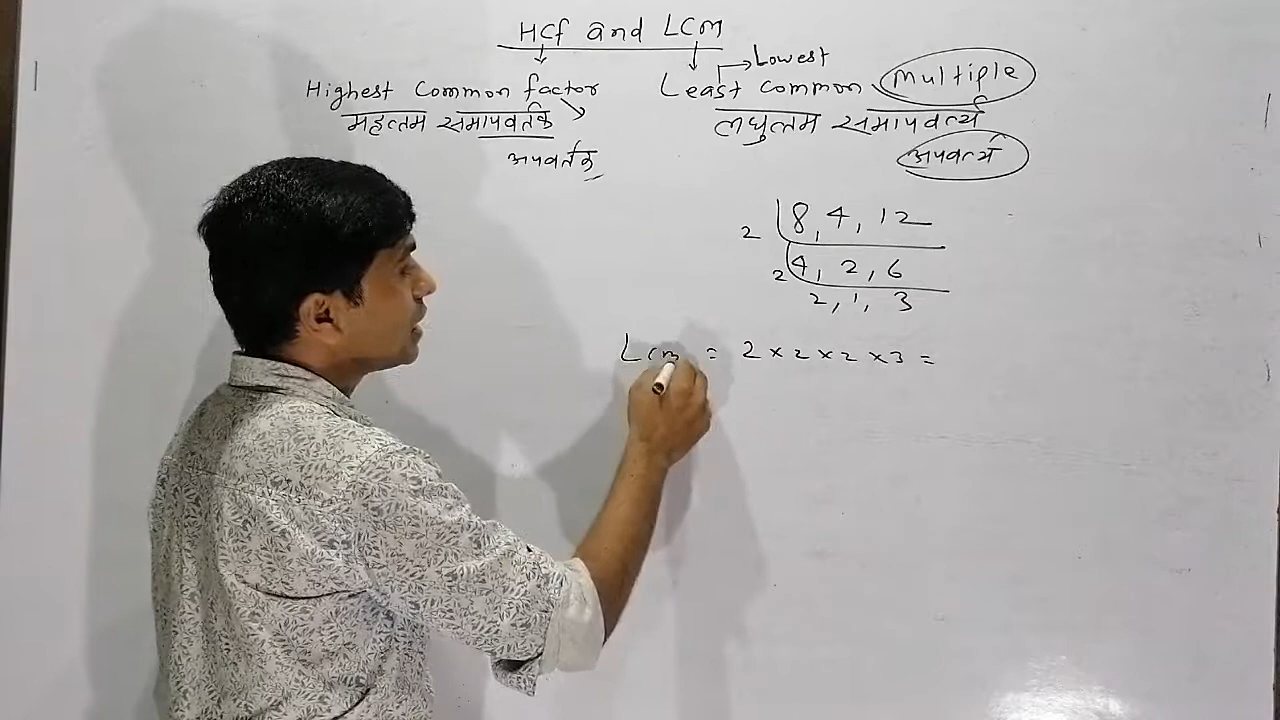 HCf and LCm
Highest Common factor
महत्तम समापवर्तक
अपवर्तक
Lowest
Least common Multiple
लघुत्तम समापवर्त्य
अपवर्त्य
2 8, 4, 12
2 4, 2, 6
2, 1, 3
Lcm = 2 × 2 × 2 × 3 =